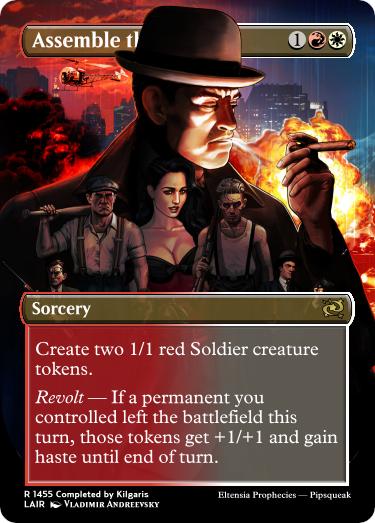 Assemble th
1
Sorcery
Create two 1/1 red Soldier creature
tokens.
Revolt — If a permanent you
controlled left the battlefield this
turn, those tokens get +1/+1 and gain
haste until end of turn.
R 1455 Completed by Kilgaris
LAIR Vladimir Andreevsky
Eltensia Prophecies — Pipsqueak